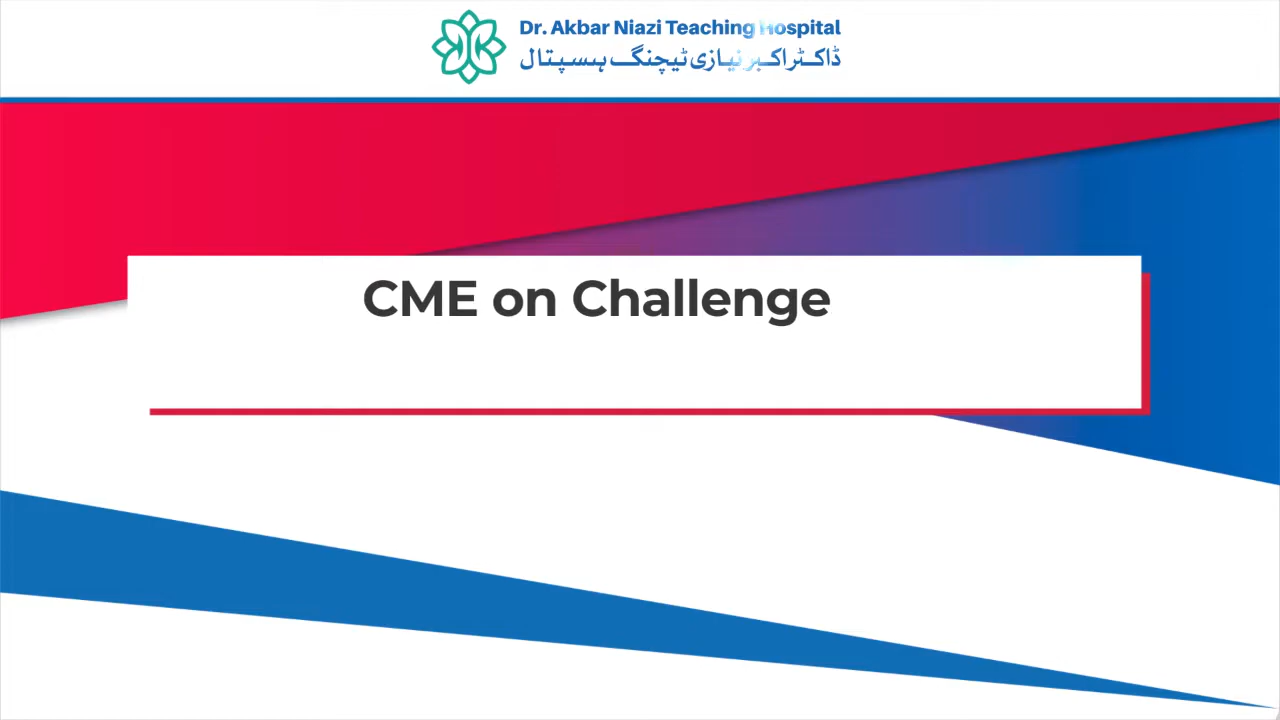 Dr. Akbar Niazi Teaching Hospital
ڈاکٹر اکبر نیازی ٹیچنگ ہسپتال
CME on Challenge